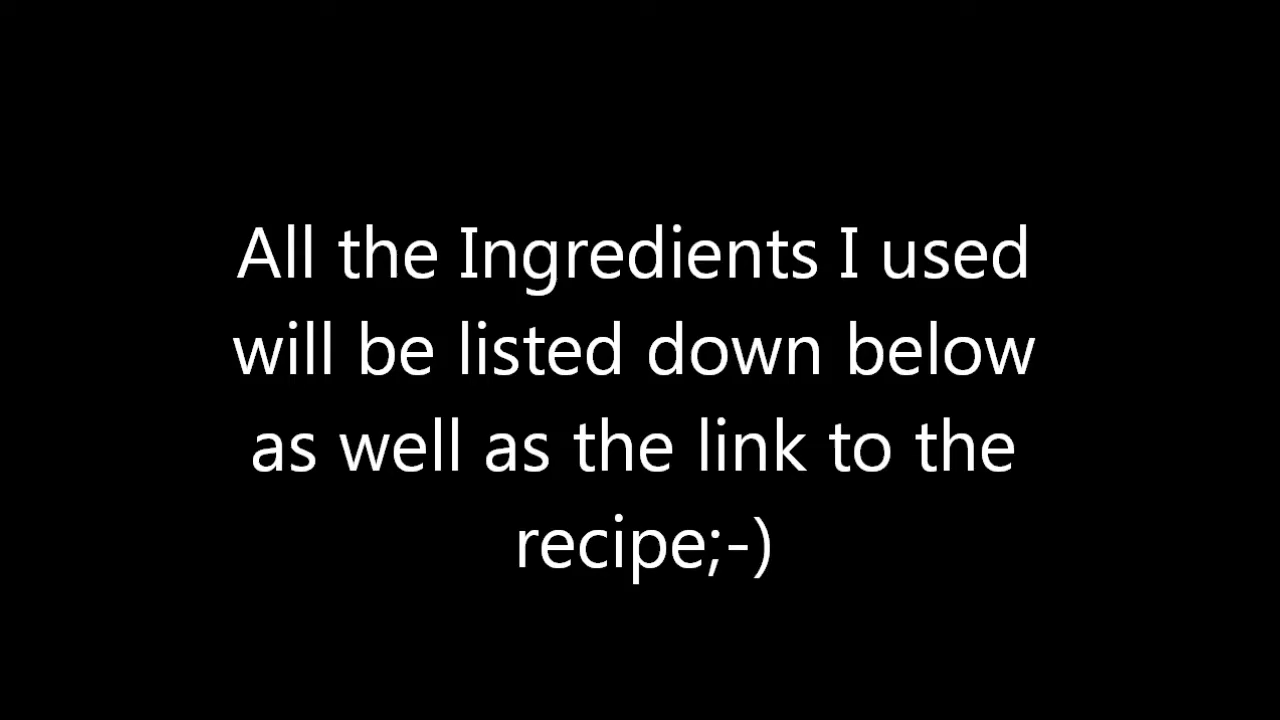 All the Ingredients I used
will be listed down below
as well as the link to the
recipe;-)